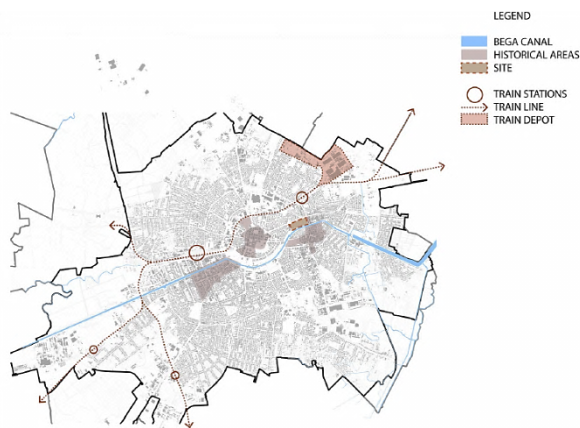 LEGEND
BEGA CANAL
HISTORICAL AREAS
SITE
TRAIN STATIONS
TRAIN LINE
TRAIN DEPOT